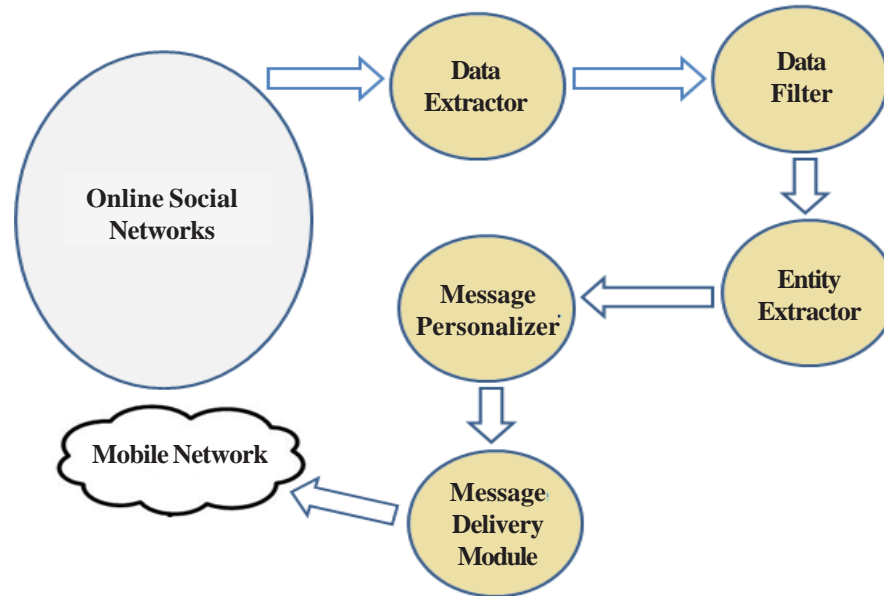 Data
Extractor
Data
Filter
Online Social
Networks
Entity
Extractor
Message
Personalizer
Mobile Network
Message
Delivery
Module